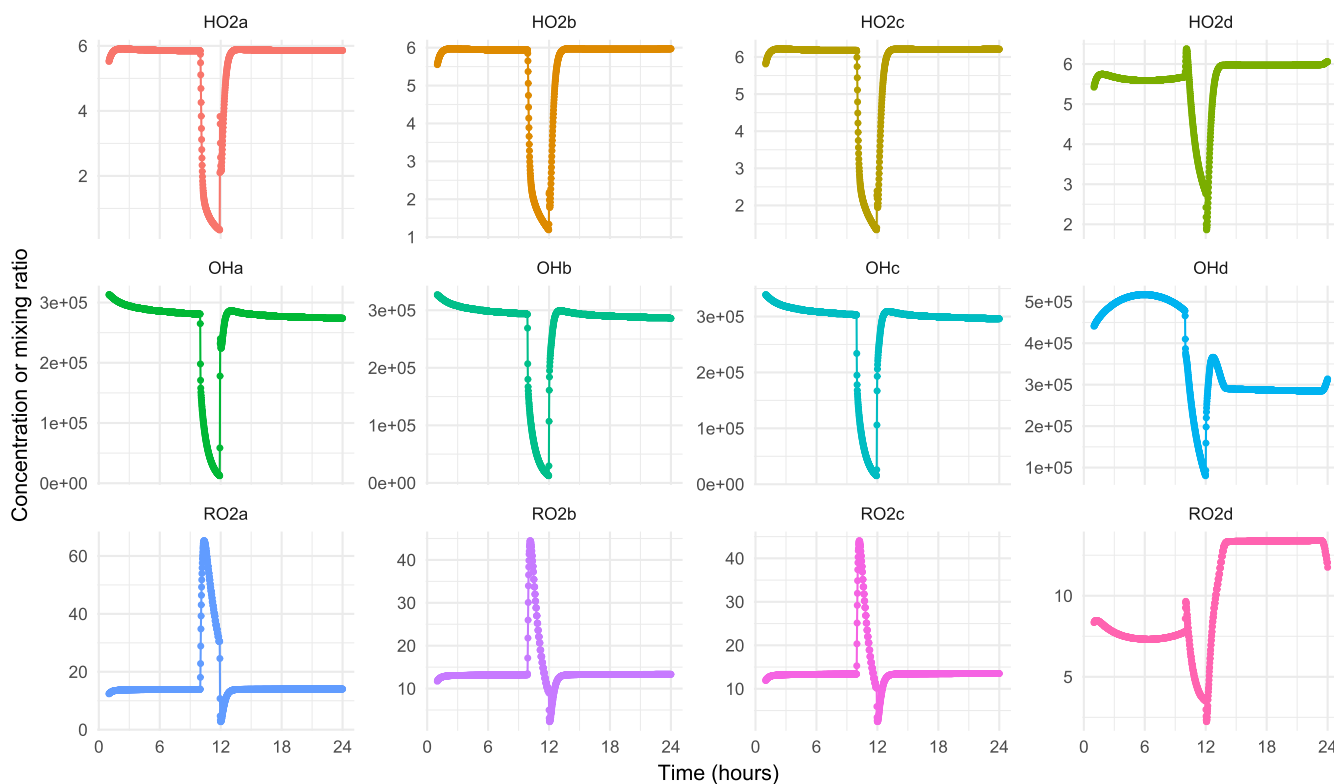 HO2a HO2b HO2c HO2d
6 6 6 6
5 5 5
4 4 4 4
3 3 3
2 2 2 2
1
OHa OHb OHc OHd
3e+05 3e+05 3e+05 5e+05
4e+05
2e+05 2e+05 2e+05 3e+05
1e+05 1e+05 1e+05 2e+05
0e+00 0e+00 0e+00 1e+05
RO2a RO2b RO2c RO2d
60 40 40
40 30 30 10
20 20 20 5
0 10 10
0 6 12 18 24 0 6 12 18 24 0 6 12 18 24 0 6 12 18 24
Time (hours)
Concentration or mixing ratio